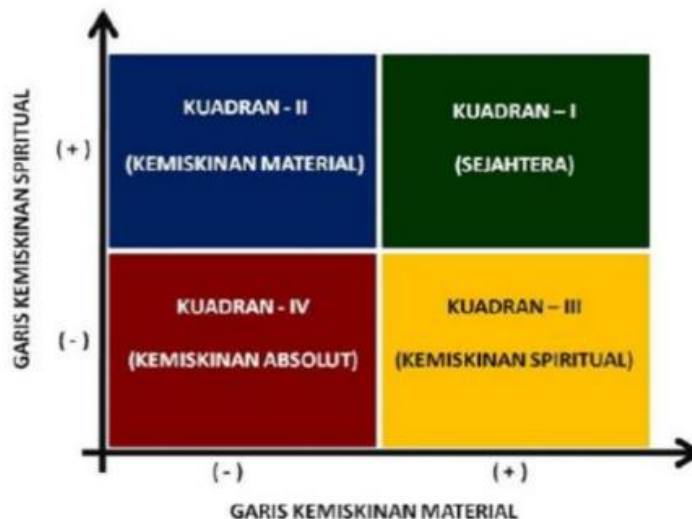 GARIS KEMISKINAN SPIRITUAL
(+)
(-)
KUADRAN - II
(KEMISKINAN MATERIAL)
KUADRAN – I
(SEJAHTERA)
KUADRAN - IV
(KEMISKINAN ABSOLUT)
KUADRAN – III
(KEMISKINAN SPIRITUAL)
(-)
(+)
GARIS KEMISKINAN MATERIAL